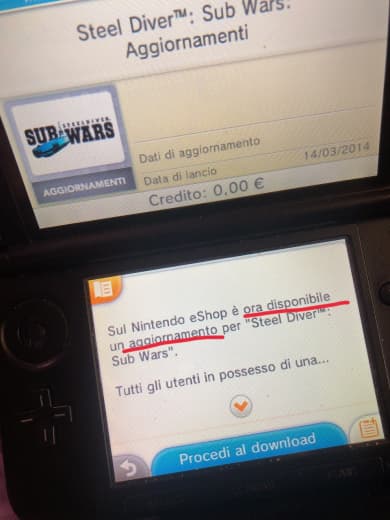 Steel Diver™: Sub Wars:
Aggiornamenti
STEEL DIVER
SUB WARS
AGGIORNAMENTI
Dati di aggiornamento
Data di lancio
14/03/2014
Credito: 0,00 €
Sul Nintendo eShop è ora disponibile
un aggiornamento per "Steel Diver™:
Sub Wars".
Tutti gli utenti in possesso di una...
Procedi al download